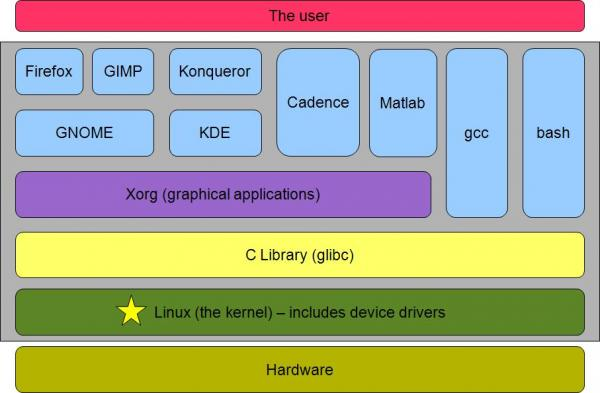 The user
Firefox
GIMP
Konqueror
Cadence
Matlab
gcc
bash
GNOME
KDE
Xorg (graphical applications)
C Library (glibc)
Linux (the kernel) – includes device drivers
Hardware